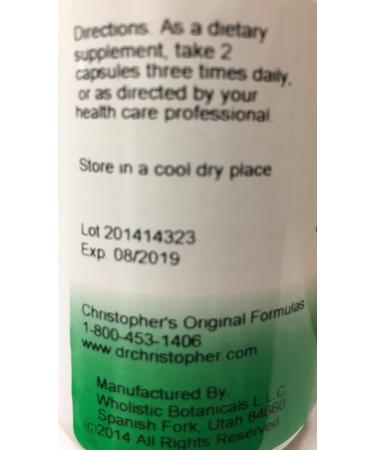 Directions. As a dietary
supplement, take 2
capsules three times daily,
or as directed by your
health care professional.
Store in a cool dry place
Lot 201414323
Exp. 08/2019
Christopher's Original Formulas
1-800-453-1406
www.drchristopher.com
Manufactured By:
Wholistic Botanicals L.L.C.
Spanish Fork, Utah 84660
©2014 All Rights Reserved